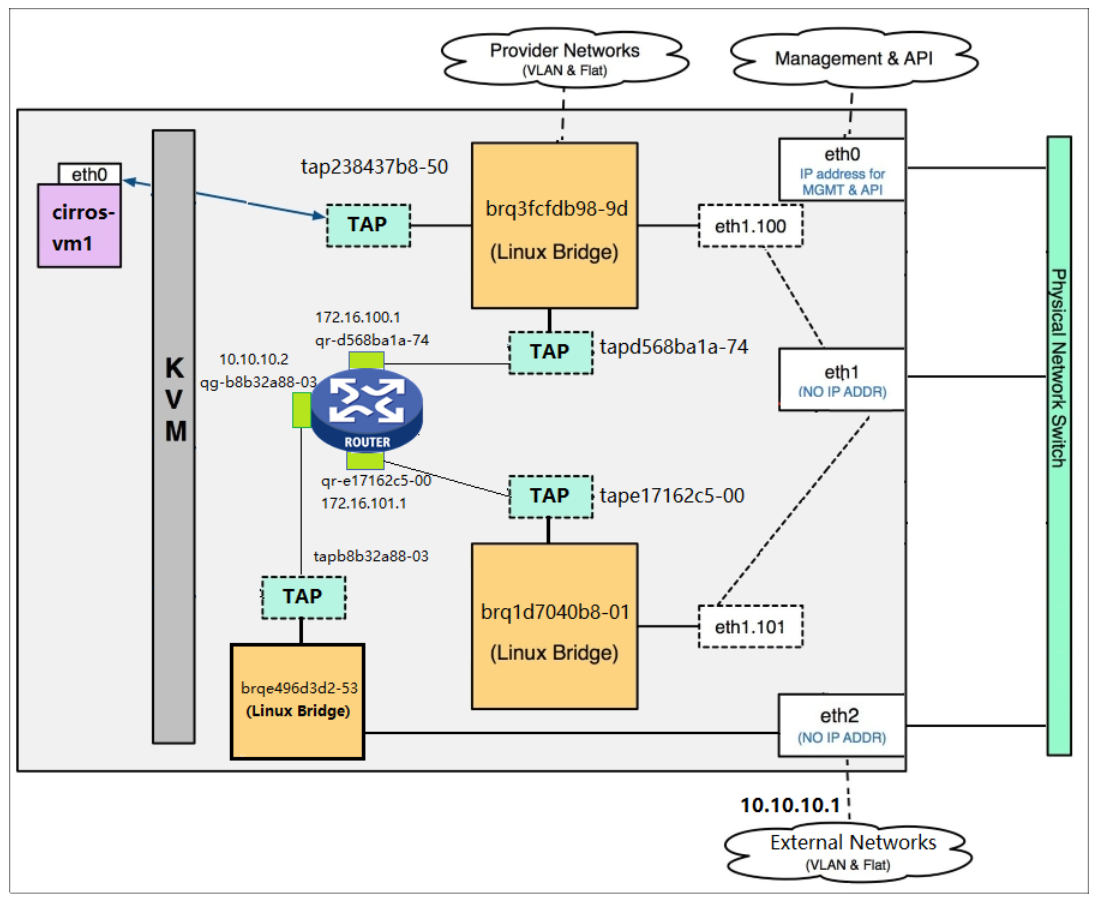 Provider Networks
(VLAN & Flat)
Management & API
eth0
cirros-
vm1
tap238437b8-50
TAP
brq3fcfdb98-9d
(Linux Bridge)
eth1.100
eth0
IP address for
MGMT & API
K
V
M
172.16.100.1
qr-d568ba1a-74
10.10.10.2
qg-b8b32a88-03
ROUTER
qr-e17162c5-00
172.16.101.1
TAP
tapd568ba1a-74
eth1
(NO IP ADDR)
Physical Network Switch
TAP
tape17162c5-00
tapb8b32a88-03
TAP
brq1d7040b8-01
(Linux Bridge)
eth1.101
brqe496d3d2-53
(Linux Bridge)
eth2
(NO IP ADDR)
10.10.10.1
External Networks
(VLAN & Flat)